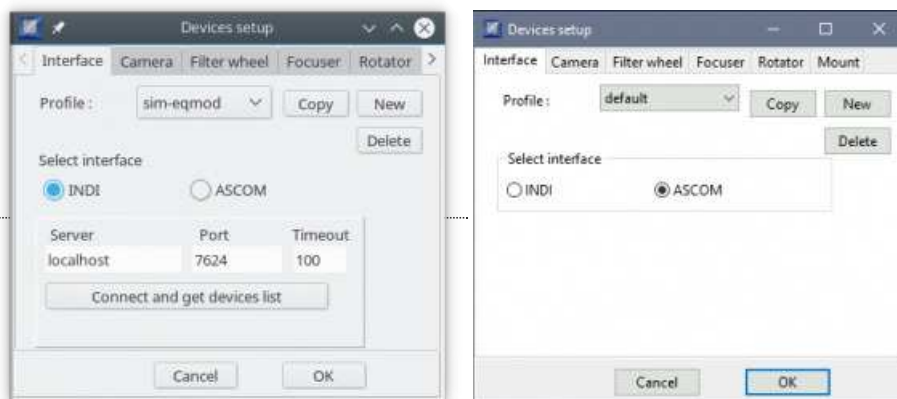 Devices setup
Interface Camera Filter wheel Focuser Rotator
Profile : sim-eqmod Copy New
Delete
Select interface
INDI ASCOM
Server Port Timeout
localhost 7624 100
Connect and get devices list
Cancel OK
Devices setup
Interface Camera Filter wheel Focuser Rotator Mount
Profile : default Copy New
Delete
Select interface
INDI ASCOM
Cancel OK